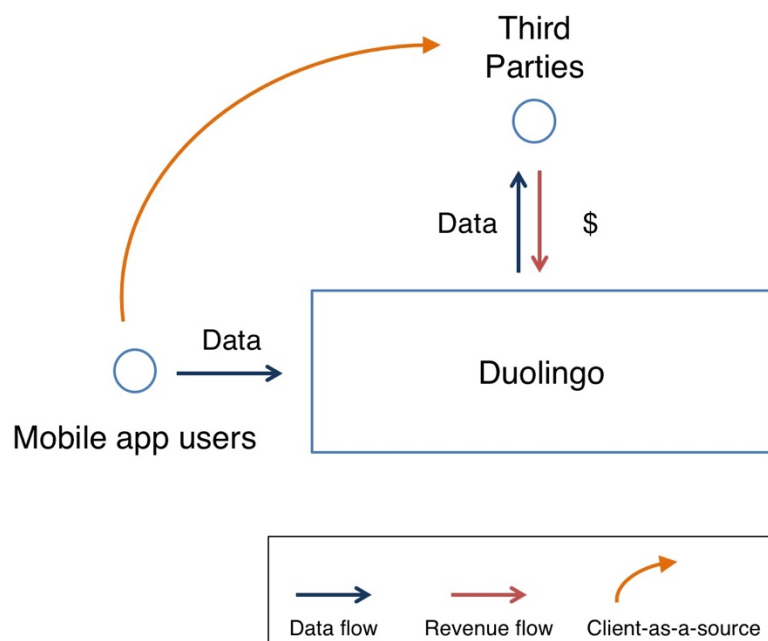 Third
Parties
Data
$
Data
Duolingo
Mobile app users
Data flow
Revenue flow
Client-as-a-source